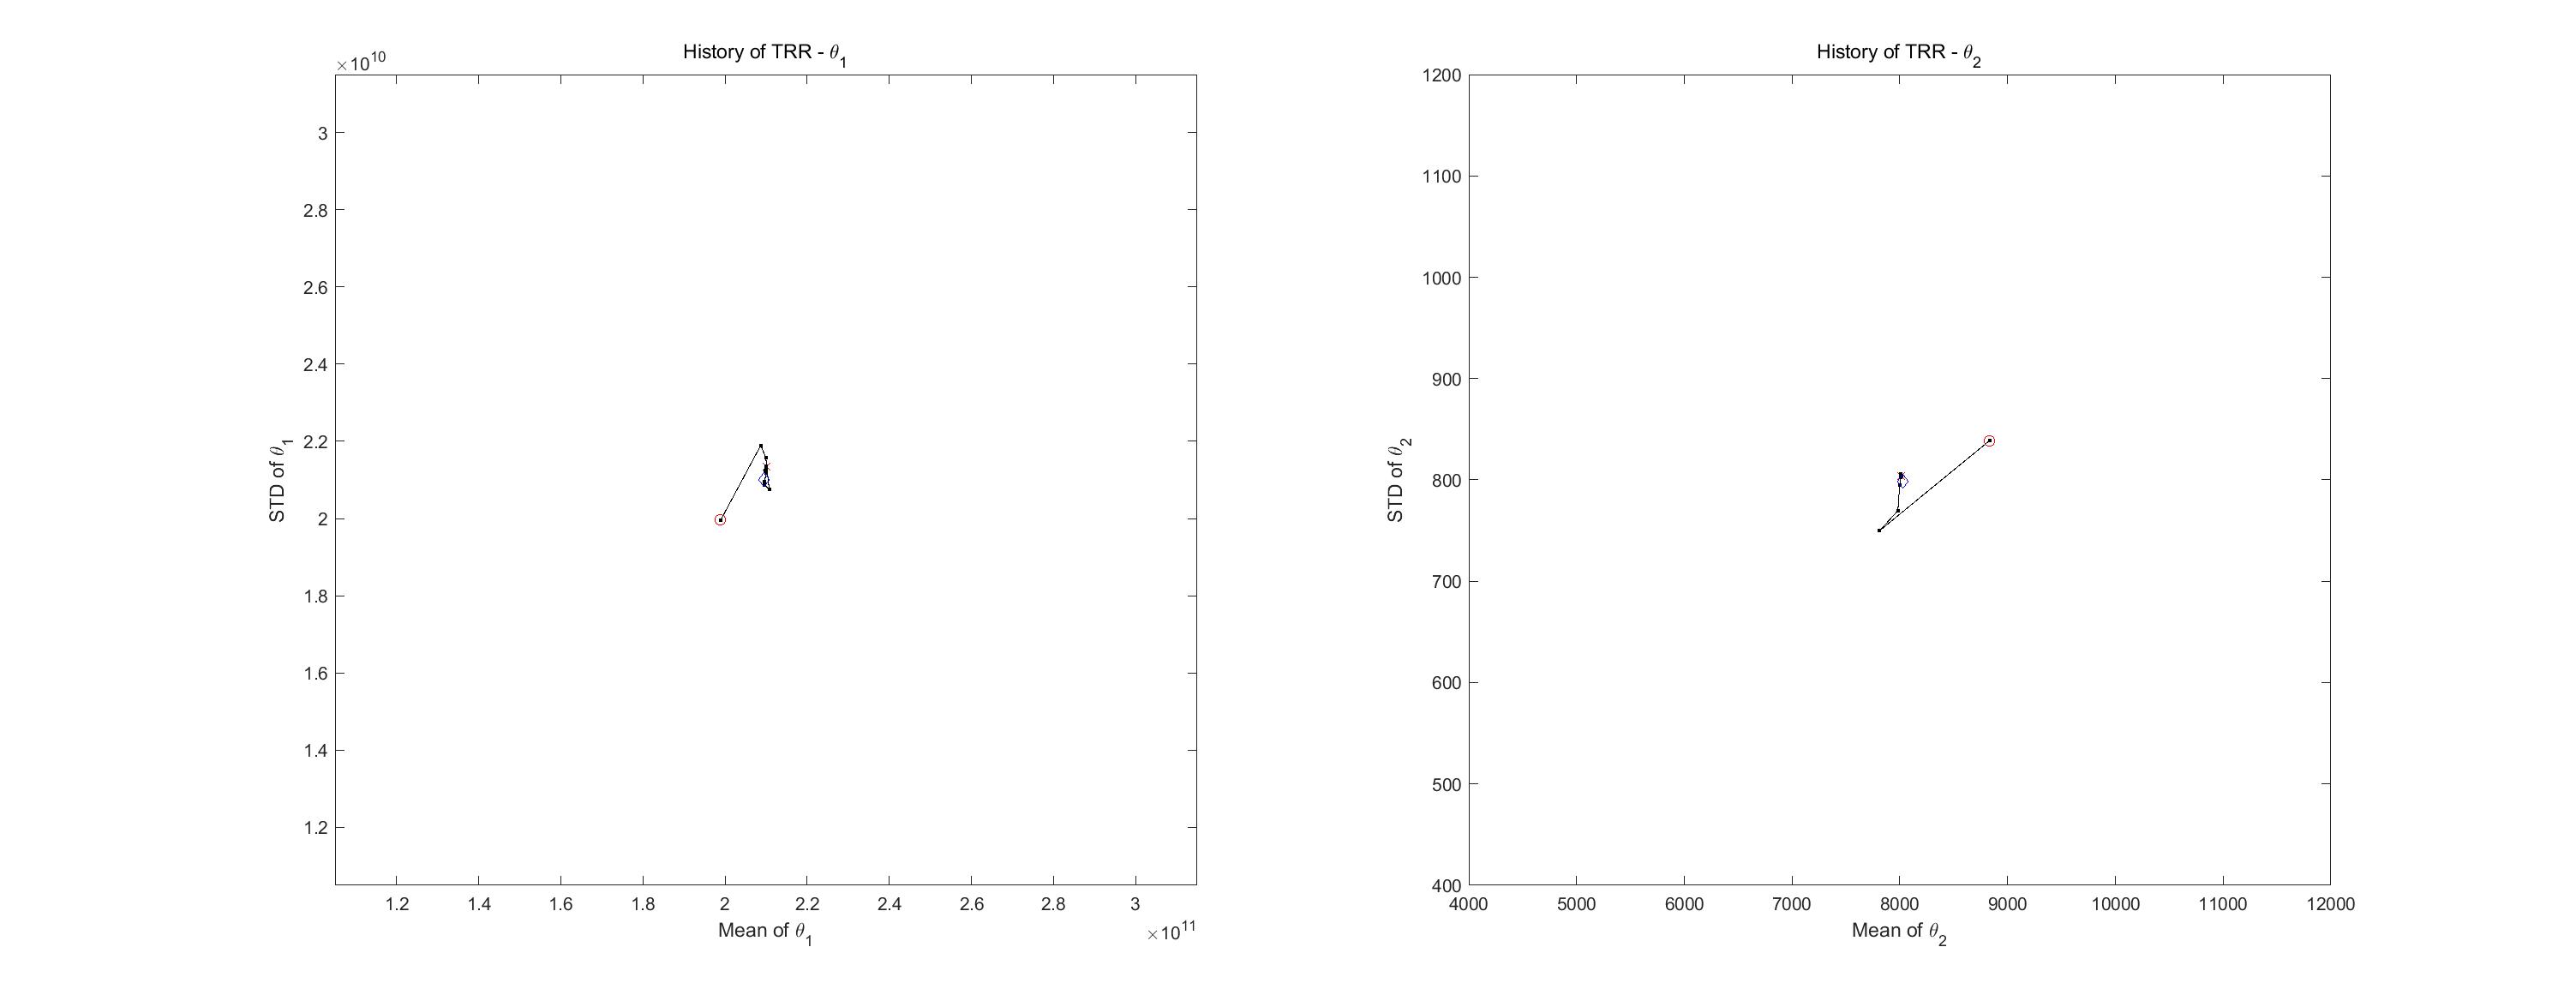 History of TRR - θ1
×10^10
3
2.8
2.6
2.4
2.2
2
1.8
1.6
1.4
1.2
STD of θ1
1.2 1.4 1.6 1.8 2 2.2 2.4 2.6 2.8 3
Mean of θ1
×10^11
History of TRR - θ2
1200
1100
1000
900
800
700
600
500
400
STD of θ2
4000 5000 6000 7000 8000 9000 10000 11000 12000
Mean of θ2